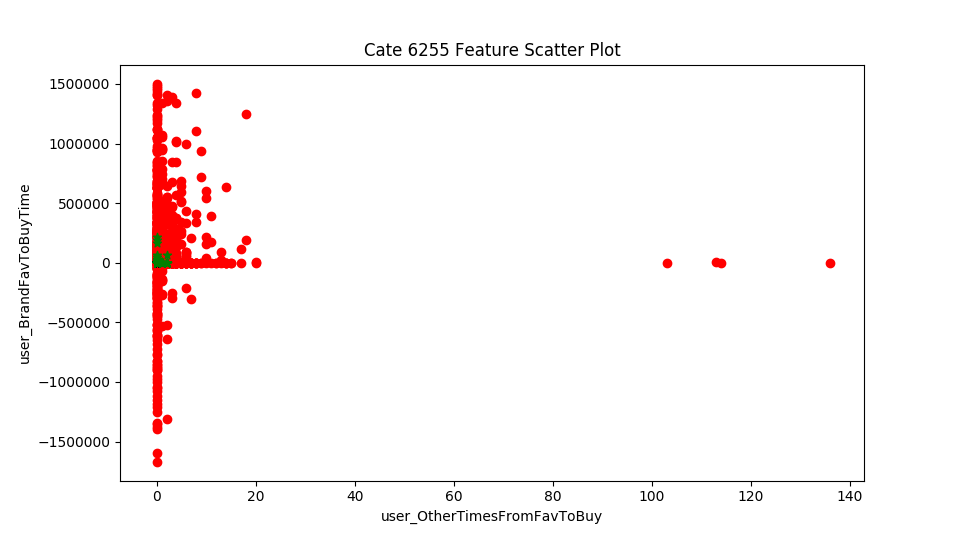 Cate 6255 Feature Scatter Plot
1500000
1000000
500000
0
−500000
−1000000
−1500000
user_BrandFavToBuyTime
0 20 40 60 80 100 120 140
user_OtherTimesFromFavToBuy